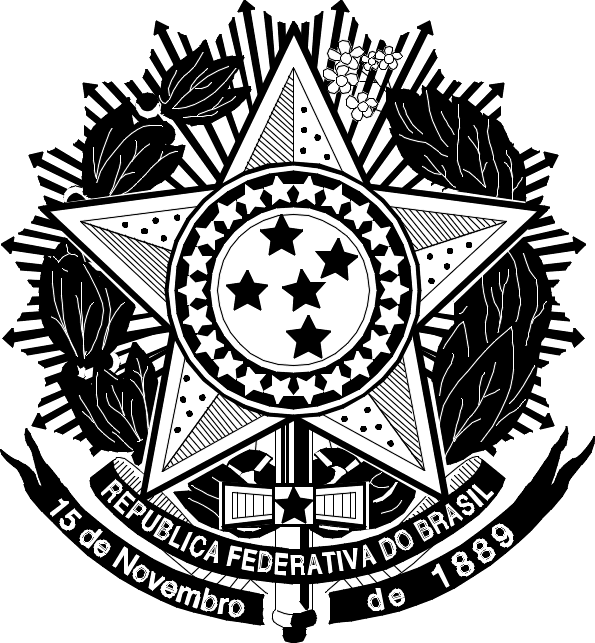 REPUBLICA FEDERATIVA DO BRASIL
15 de Novembro de 1889